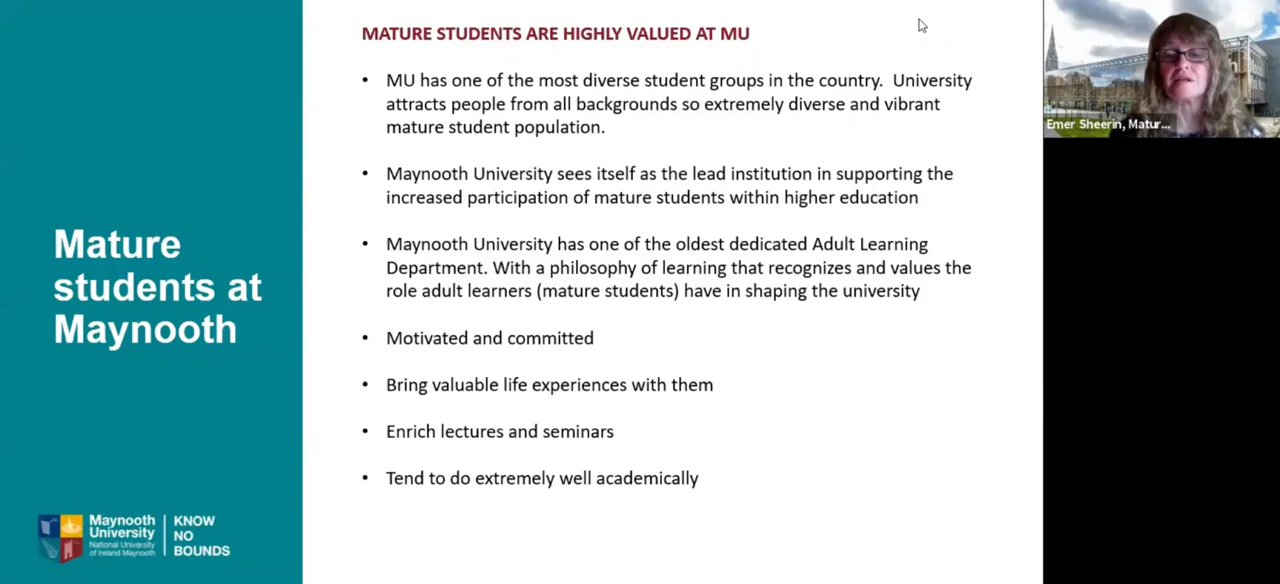 MATURE STUDENTS ARE HIGHLY VALUED AT MU
• MU has one of the most diverse student groups in the country.  University
attracts people from all backgrounds so extremely diverse and vibrant
mature student population.
• Maynooth University sees itself as the lead institution in supporting the
increased participation of mature students within higher education
• Maynooth University has one of the oldest dedicated Adult Learning
Department. With a philosophy of learning that recognizes and values the
role adult learners (mature students) have in shaping the university
• Motivated and committed
• Bring valuable life experiences with them
• Enrich lectures and seminars
• Tend to do extremely well academically
Mature
students at
Maynooth
Maynooth
University
National University
of Ireland Maynooth
KNOW
NO
BOUNDS
Emer Sheerin, Matur...